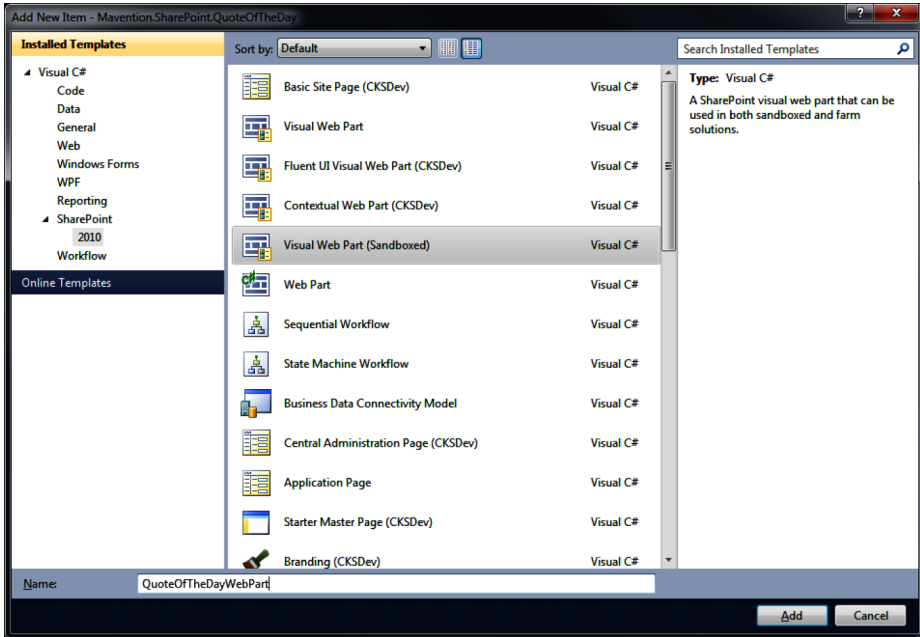 Add New Item - Mavention.SharePoint.QuoteOfTheDay
?
Installed Templates
Sort by: Default
Search Installed Templates
Visual C#
Code
Data
General
Web
Windows Forms
WPF
Reporting
SharePoint
2010
Workflow
Online Templates
Basic Site Page (CKSDev) Visual C#
Visual Web Part Visual C#
Fluent UI Visual Web Part (CKSDev) Visual C#
Contextual Web Part (CKSDev) Visual C#
Visual Web Part (Sandboxed) Visual C#
Web Part Visual C#
Sequential Workflow Visual C#
State Machine Workflow Visual C#
Business Data Connectivity Model Visual C#
Central Administration Page (CKSDev) Visual C#
Application Page Visual C#
Starter Master Page (CKSDev) Visual C#
Branding (CKSDev) Visual C#
Type: Visual C#
A SharePoint visual web part that can be
used in both sandboxed and farm
solutions.
Name: QuoteOfTheDayWebPart
Add Cancel